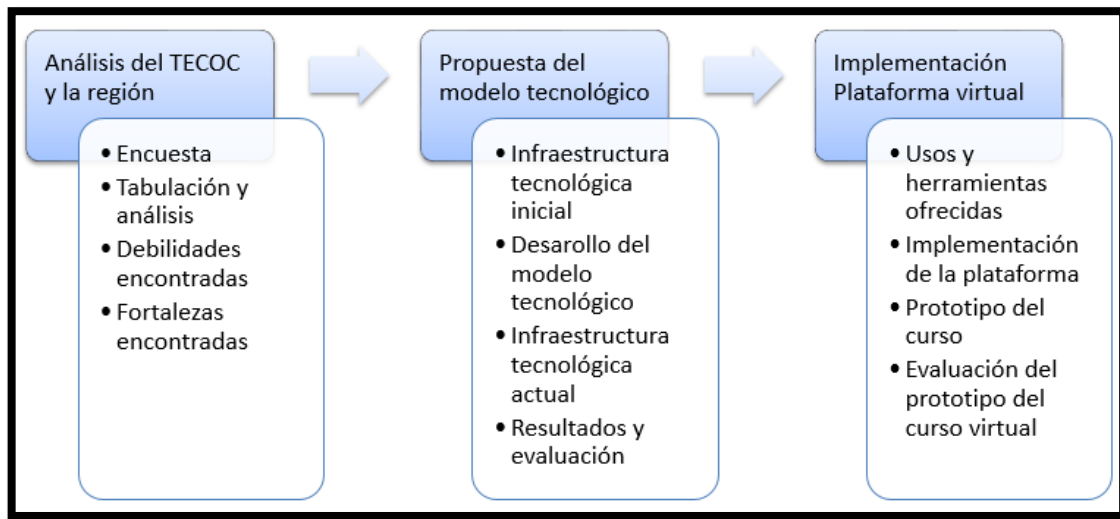 Análisis del TECOC
y la región
• Encuesta
• Tabulación y
análisis
• Debilidades
encontradas
• Fortalezas
encontradas
Propuesta del
modelo tecnológico
• Infraestructura
tecnológica
inicial
• Desarollo del
modelo
tecnológico
• Infraestructura
tecnológica
actual
• Resultados y
evaluación
Implementación
Plataforma virtual
• Usos y
herramientas
ofrecidas
• Implementación
de la plataforma
• Prototipo del
curso
• Evaluación del
prototipo del
curso virtual